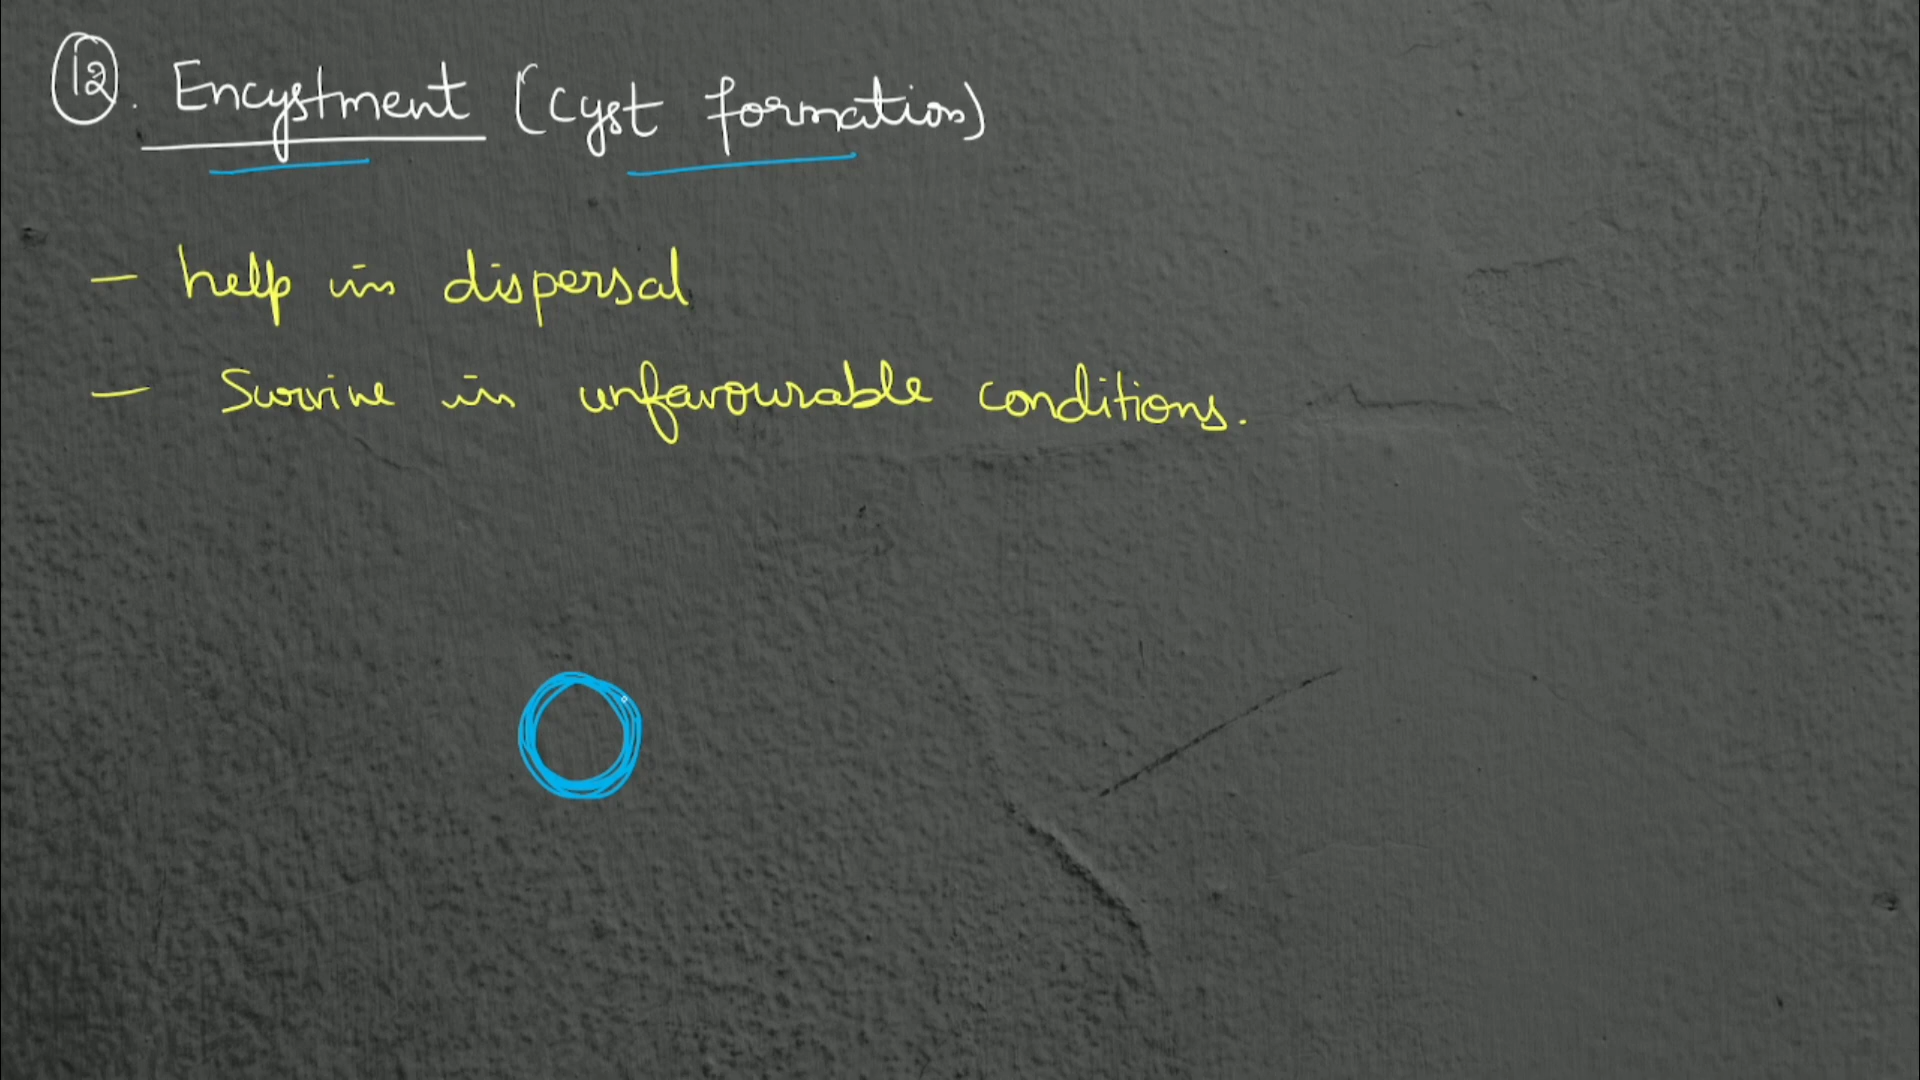 12. Encystment (cyst formation)
- help in dispersal
- Survive in unfavourable conditions.